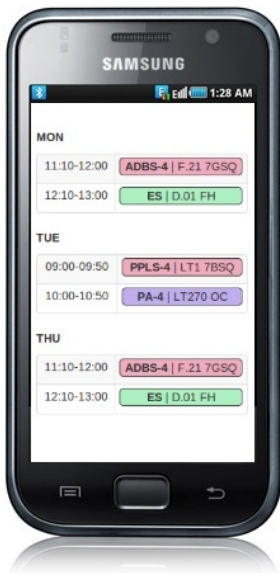 SAMSUNG
E 1:28 AM
MON
11:10-12:00 ADBS-4 | F.21 7GSQ
12:10-13:00 ES | D.01 FH
TUE
09:00-09:50 PPLS-4 | LT1 7BSQ
10:00-10:50 PA-4 | LT270 OC
THU
11:10-12:00 ADBS-4 | F.21 7GSQ
12:10-13:00 ES | D.01 FH